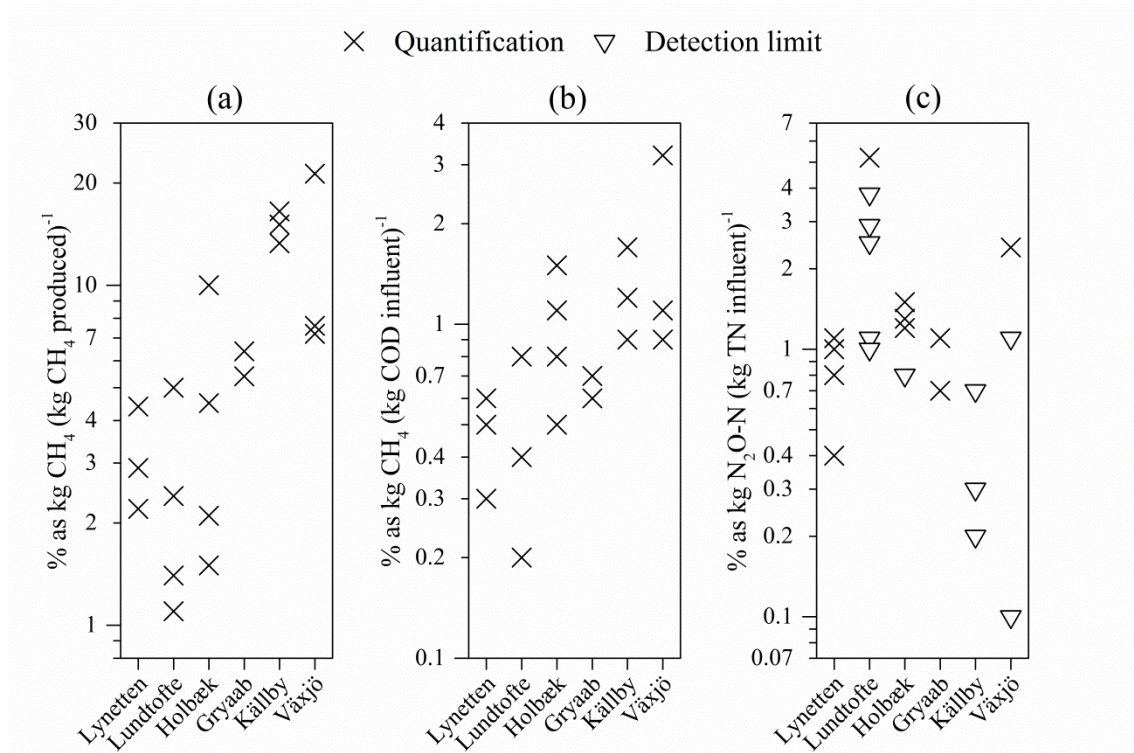 Quantification Detection limit
(a) (b) (c)
% as kg CH4 (kg CH4 produced)-1
30
20
10
7
4
3
2
1
Lynetten
Lundtofte
Holbæk
Gryaab
Källby
Växjö
% as kg CH4 (kg COD influent)-1
4
3
2
1
0.7
0.4
0.3
0.2
0.1
Lynetten
Lundtofte
Holbæk
Gryaab
Källby
Växjö
% as kg N2O-N (kg TN influent)-1
7
4
3
2
1
0.7
0.4
0.3
0.2
0.1
0.07
Lynetten
Lundtofte
Holbæk
Gryaab
Källby
Växjö